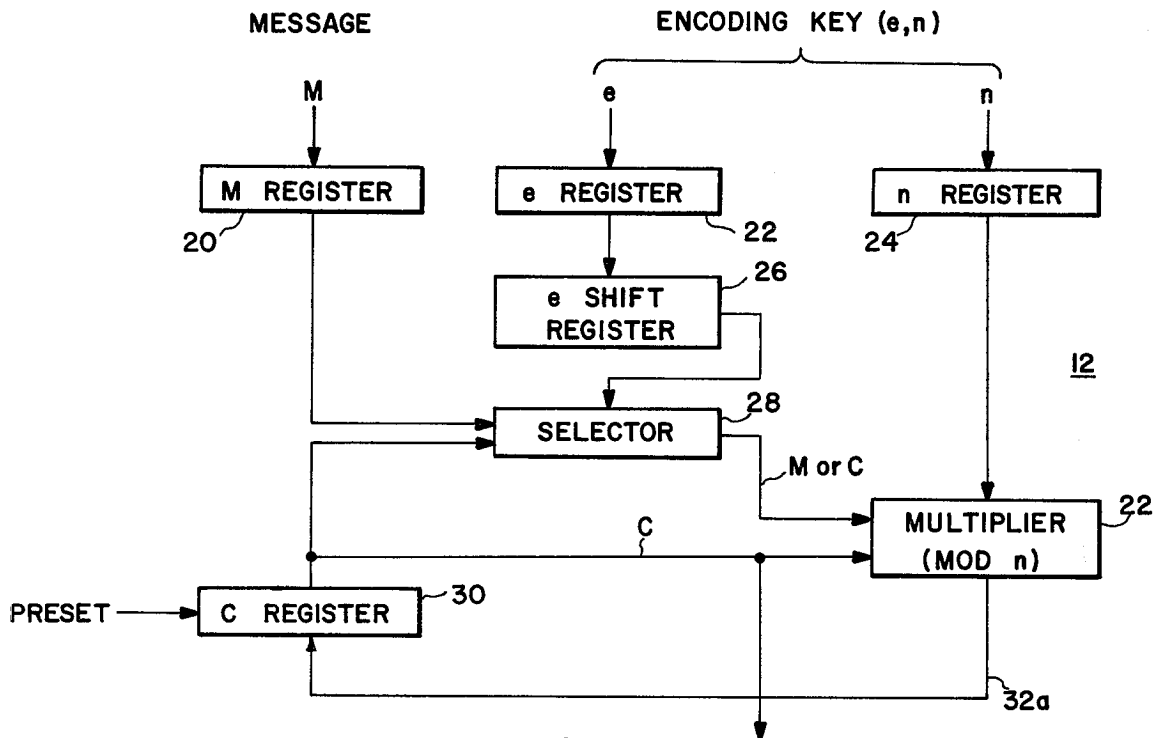 MESSAGE
ENCODING KEY (e,n)
M
e
n
M REGISTER
e REGISTER
n REGISTER
20
22
24
e SHIFT
REGISTER
26
12
SELECTOR
28
M or C
MULTIPLIER
(MOD n)
22
C
PRESET
C REGISTER
30
32a